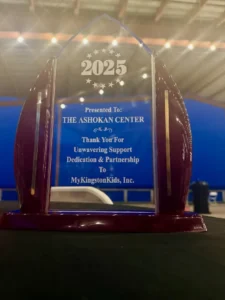 2025
Presented To:
THE ASHOKAN CENTER
Thank You For
Unwavering Support
Dedication & Partnership
To
MyKingstonKids, Inc.